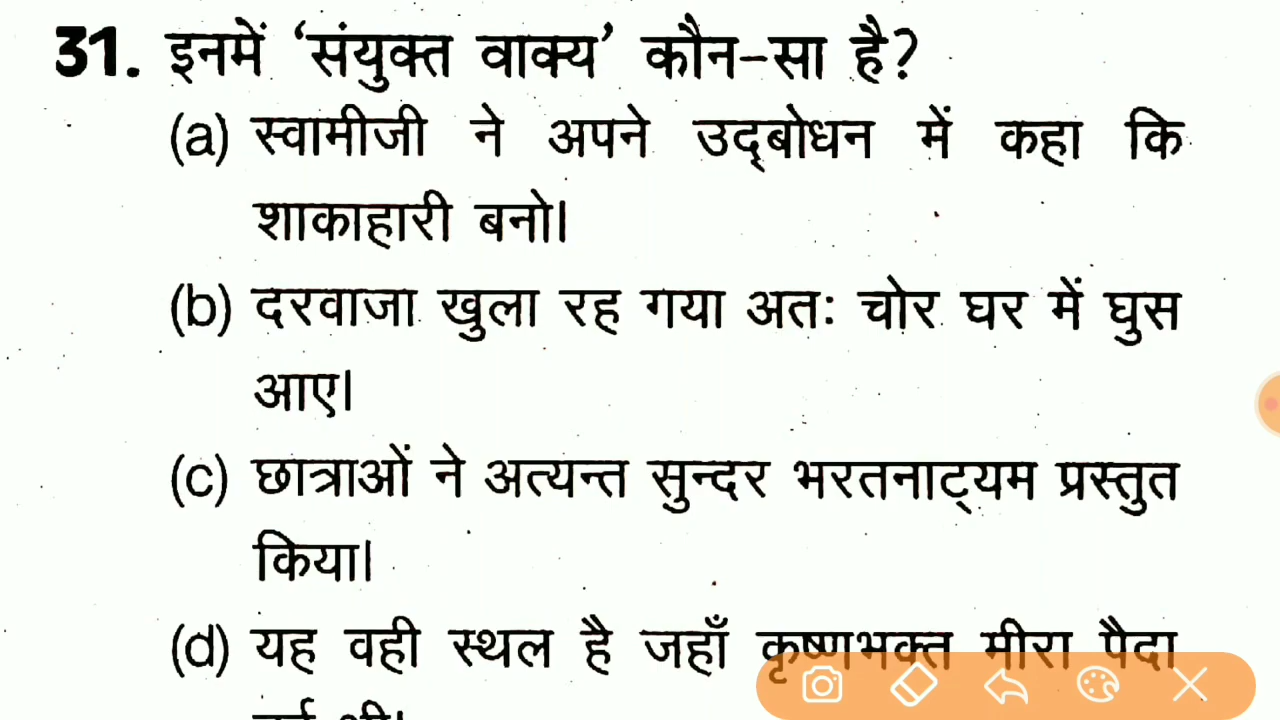 31. इनमें ‘संयुक्त वाक्य’ कौन-सा है?
(a) स्वामीजी ने अपने उद्‌बोधन में कहा कि
शाकाहारी बनो।
(b) दरवाजा खुला रह गया अतः चोर घर में घुस
आए।
(c) छात्राओं ने अत्यन्त सुन्दर भरतनाट्यम प्रस्तुत
किया।
(d) यह वही स्थल है जहाँ कृष्णभक्त मीरा पैदा